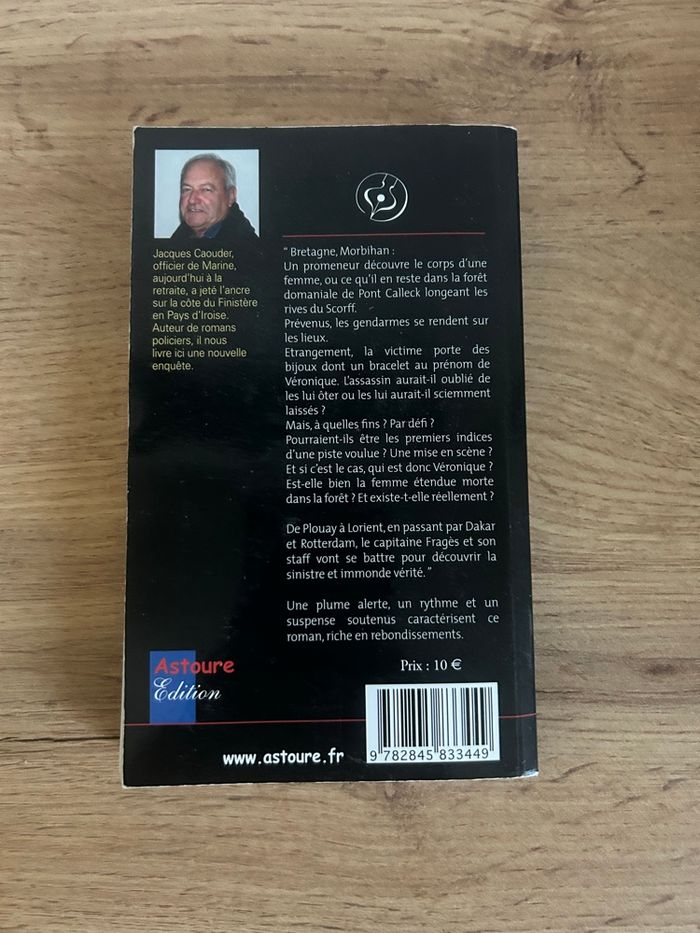 Jacques Caouder,
officier de Marine,
aujourd'hui à la
retraite, a jeté l'ancre
sur la côte du Finistère
en Pays d'Iroise.
Auteur de romans
policiers, il nous
livre ici une nouvelle
enquête.
“ Bretagne, Morbihan :
Un promeneur découvre le corps d'une
femme, ou ce qu'il en reste dans la forêt
domaniale de Pont Calleck longeant les
rives du Scorff.
Prévenus, les gendarmes se rendent sur
les lieux.
Etrangement, la victime porte des
bijoux dont un bracelet au prénom de
Véronique. L'assassin aurait-il oublié de
les lui ôter ou les lui aurait-il sciemment
laissés ?
Mais, à quelles fins ? Par défi ?
Pourraient-ils être les premiers indices
d'une piste voulue ? Une mise en scène ?
Et si c'est le cas, qui est donc Véronique ?
Est-elle bien la femme étendue morte
dans la forêt ? Et existe-t-elle réellement ?
De Plouay à Lorient, en passant par Dakar
et Rotterdam, le capitaine Fragès et son
staff vont se battre pour découvrir la
sinistre et immonde vérité. ”
Une plume alerte, un rythme et un
suspense soutenus caractérisent ce
roman, riche en rebondissements.
Astoure
Edition
Prix : 10 €
www.astoure.fr
9 782845 833449